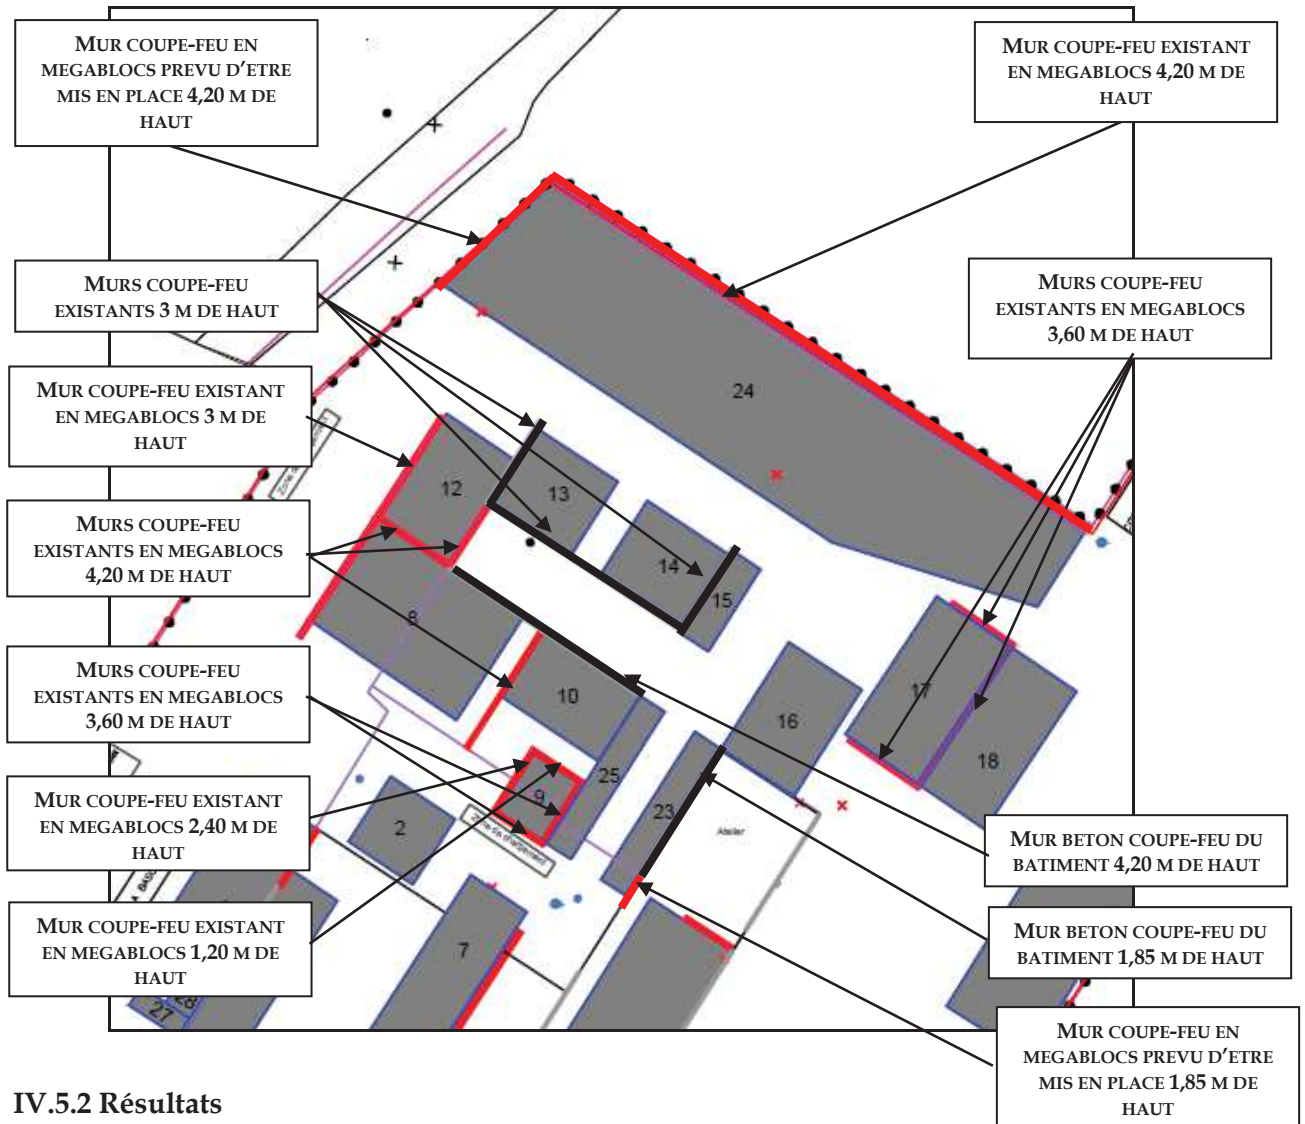 MUR COUPE-FEU EN
MEGABLOCS PREVU D'ETRE
MIS EN PLACE 4,20 M DE
HAUT
MUR COUPE-FEU EXISTANT
EN MEGABLOCS 4,20 M DE
HAUT
MURS COUPE-FEU
EXISTANTS 3 M DE HAUT
MURS COUPE-FEU
EXISTANTS EN MEGABLOCS
3,60 M DE HAUT
MUR COUPE-FEU EXISTANT
EN MEGABLOCS 3 M DE
HAUT
MURS COUPE-FEU
EXISTANTS EN MEGABLOCS
4,20 M DE HAUT
MURS COUPE-FEU
EXISTANTS EN MEGABLOCS
3,60 M DE HAUT
MUR COUPE-FEU EXISTANT
EN MEGABLOCS 2,40 M DE
HAUT
MUR COUPE-FEU EXISTANT
EN MEGABLOCS 1,20 M DE
HAUT
24
12
13
14
15
8
10
17
18
16
25
9
23
2
7
28
27
Atelier
Zone
MUR BETON COUPE-FEU DU
BATIMENT 4,20 M DE HAUT
MUR BETON COUPE-FEU DU
BATIMENT 1,85 M DE HAUT
MUR COUPE-FEU EN
MEGABLOCS PREVU D'ETRE
MIS EN PLACE 1,85 M DE
HAUT
IV.5.2 Résultats